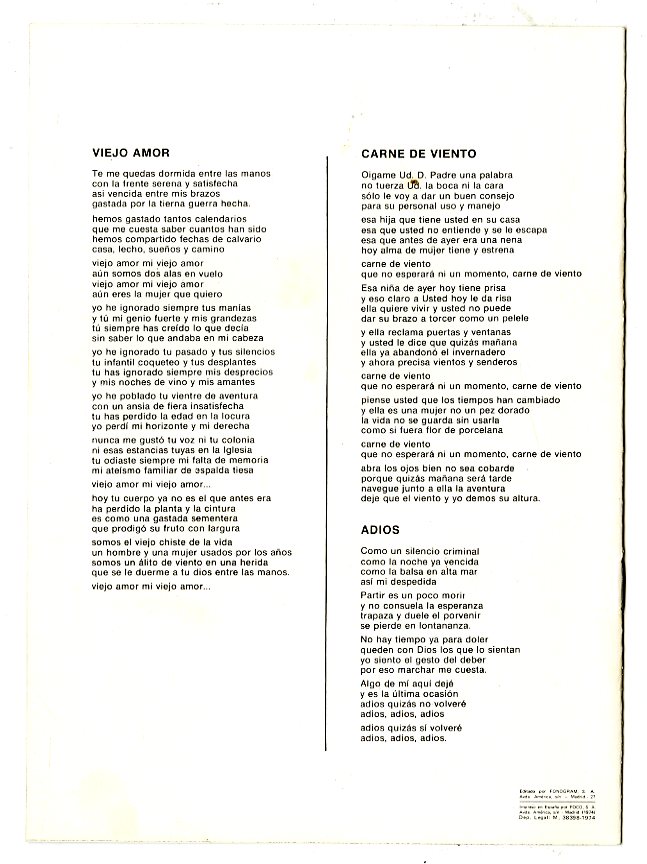 VIEJO AMOR
Te me quedas dormida entre las manos
con la frente serena y satisfecha
así vencida entre mis brazos
gastada por la tierna guerra hecha.
hemos gastado tantos calendarios
que me cuesta saber cuantos han sido
hemos compartido fechas de calvario
casa, lecho, sueños y camino
viejo amor mi viejo amor
aún somos dos alas en vuelo
viejo amor mi viejo amor
aún eres la mujer que quiero
yo he ignorado siempre tus manías
y tú mi genio fuerte y mis grandezas
tú siempre has creído lo que decía
sin saber lo que andaba en mi cabeza
yo he ignorado tu pasado y tus silencios
tu infantil coqueteo y tus desplantes
tu has ignorado siempre mis desprecios
y mis noches de vino y mis amantes
yo he poblado tu vientre de aventura
con un ansia de fiera insatisfecha
tu has perdido la edad en la locura
yo perdí mi horizonte y mi derecha
nunca me gustó tu voz ni tu colonia
ni esas estancias tuyas en la Iglesia
tu odiaste siempre mi falta de memoria
mi ateísmo familiar de espalda tiesa
viejo amor mi viejo amor...
hoy tu cuerpo ya no es el que antes era
ha perdido la planta y la cintura
es como una gastada sementera
que prodigó su fruto con largura
somos el viejo chiste de la vida
un hombre y una mujer usados por los años
somos un álito de viento en una herida
que se le duerme a tu dios entre las manos.
viejo amor mi viejo amor...
CARNE DE VIENTO
Oigame Ud. D. Padre una palabra
no tuerza Ud. la boca ni la cara
sólo le voy a dar un buen consejo
para su personal uso y manejo
esa hija que tiene usted en su casa
esa que usted no entiende y se le escapa
esa que antes de ayer era una nena
hoy alma de mujer tiene y estrena
carne de viento
que no esperará ni un momento, carne de viento
Esa niña de ayer hoy tiene prisa
y eso claro a Usted hoy le da risa
ella quiere vivir y usted no puede
dar su brazo a torcer como un pelele
y ella reclama puertas y ventanas
y usted le dice que quizás mañana
ella ya abandonó el invernadero
y ahora precisa vientos y senderos
carne de viento
que no esperará ni un momento, carne de viento
piense usted que los tiempos han cambiado
y ella es una mujer no un pez dorado
la vida no se guarda sin usarla
como si fuera flor de porcelana
carne de viento
que no esperará ni un momento, carne de viento
abra los ojos bien no sea cobarde
porque quizás mañana será tarde
navegue junto a ella la aventura
deje que el viento y yo demos su altura.
ADIOS
Como un silencio criminal
como la noche ya vencida
como la balsa en alta mar
así mi despedida
Partir es un poco morir
y no consuela la esperanza
trapaza y duele el porvenir
se pierde en lontananza.
No hay tiempo ya para doler
queden con Dios los que lo sientan
yo siento el gesto del deber
por eso marchar me cuesta.
Algo de mí aquí dejé
y es la última ocasión
adios quizás no volveré
adios, adios, adios
adios quizás sí volveré
adios, adios, adios.
Editado por FONOGRAM, S. A.
Avda. América, s/n. - Madrid - 27
Impreso en España por FOCO, S. A.
Avda. América, s/n - Madrid (1974)
Dep. Legal: M. 38398-1974